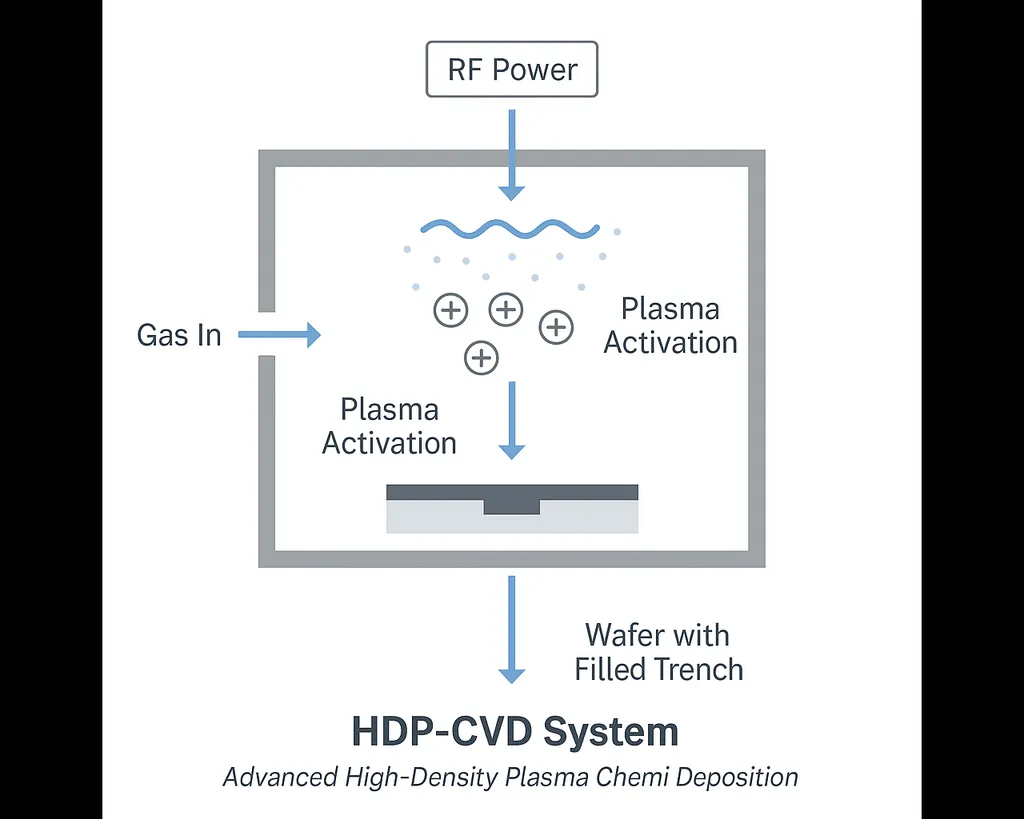 RF Power
Gas In
Plasma
Activation
Plasma
Activation
Wafer with
Filled Trench
HDP-CVD System
Advanced High-Density Plasma Chemi Deposition